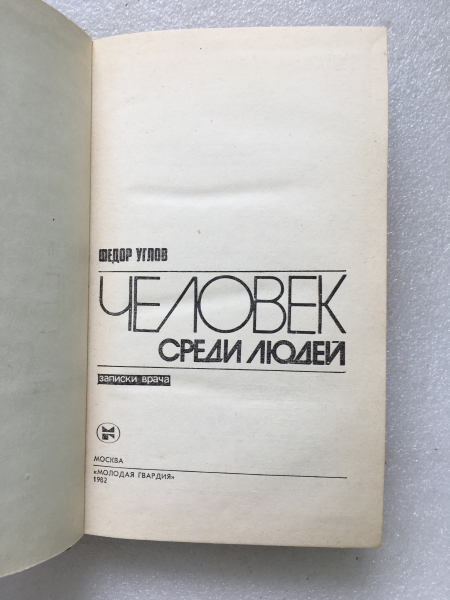 ФЕДОР УГЛОВ
ЧЕЛОВЕК
СРЕДИ ЛЮДЕЙ
записки врача
МОСКВА
«МОЛОДАЯ ГВАРДИЯ»
1982